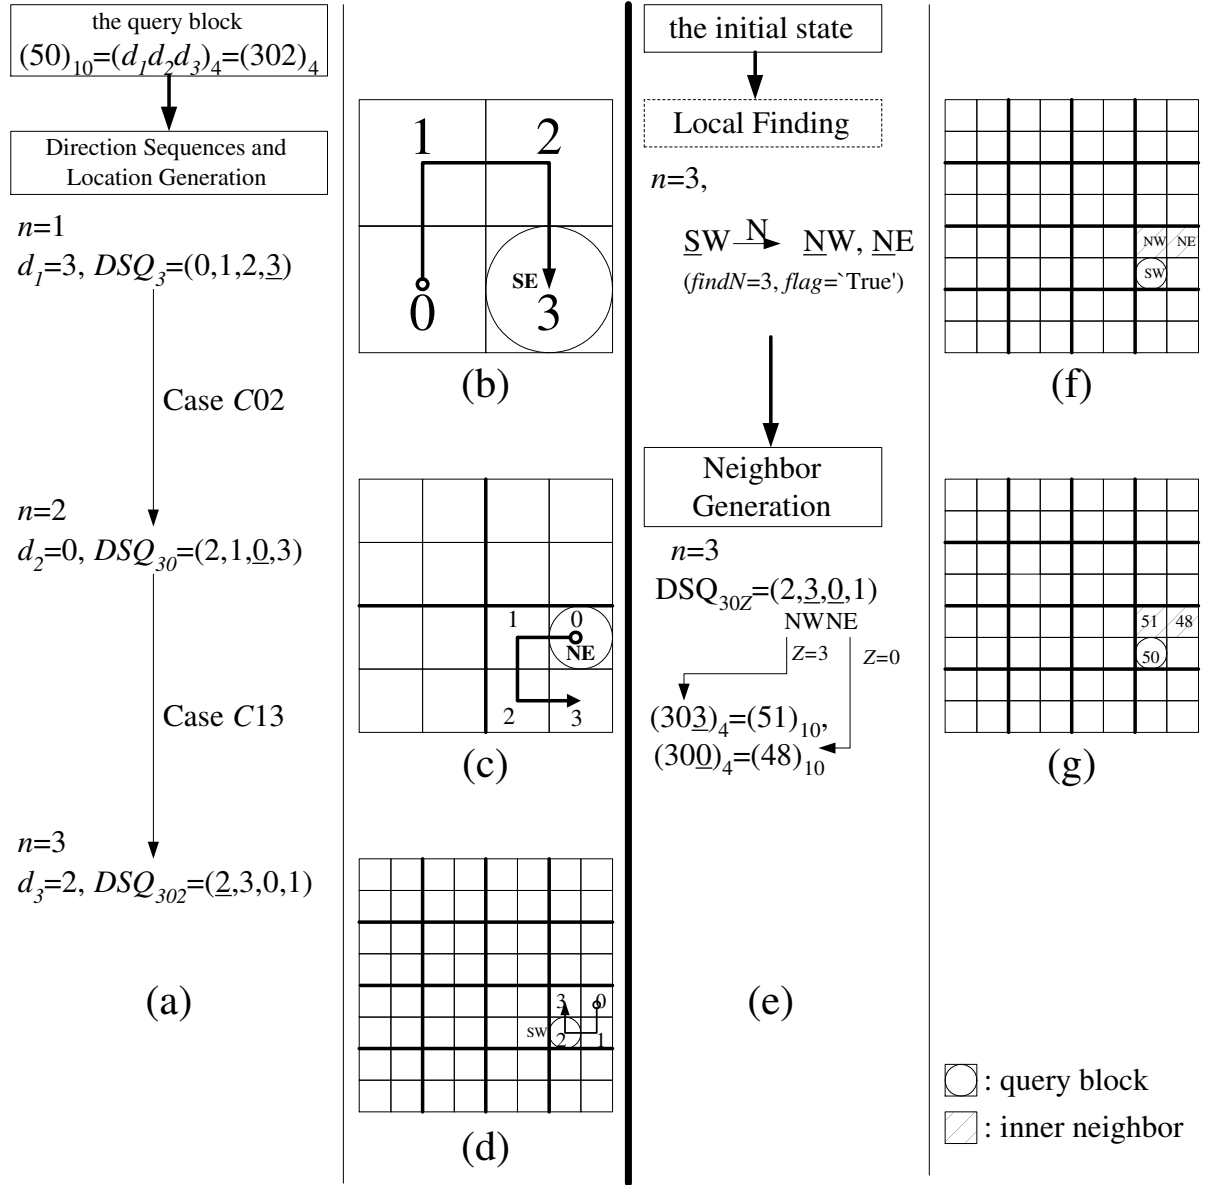 the query block
(50)10=(d1d2d3)4=(302)4
Direction Sequences and
Location Generation
n=1
d1=3, DSQ3=(0,1,2,3)
Case C02
n=2
d2=0, DSQ30=(2,1,0,3)
Case C13
n=3
d3=2, DSQ302=(2,3,0,1)
(a)
1 2
SE
0 3
(b)
1 0
NE
2 3
(c)
3 0
SW 2 1
(d)
the initial state
Local Finding
n=3,
SW N NW, NE
(findN=3, flag=`True')
Neighbor
Generation
n=3
DSQ30Z=(2,3,0,1)
NW NE
Z=3 Z=0
(303)4=(51)10,
(300)4=(48)10
(e)
NW NE
SW
(f)
51 48
50
(g)
: query block
: inner neighbor